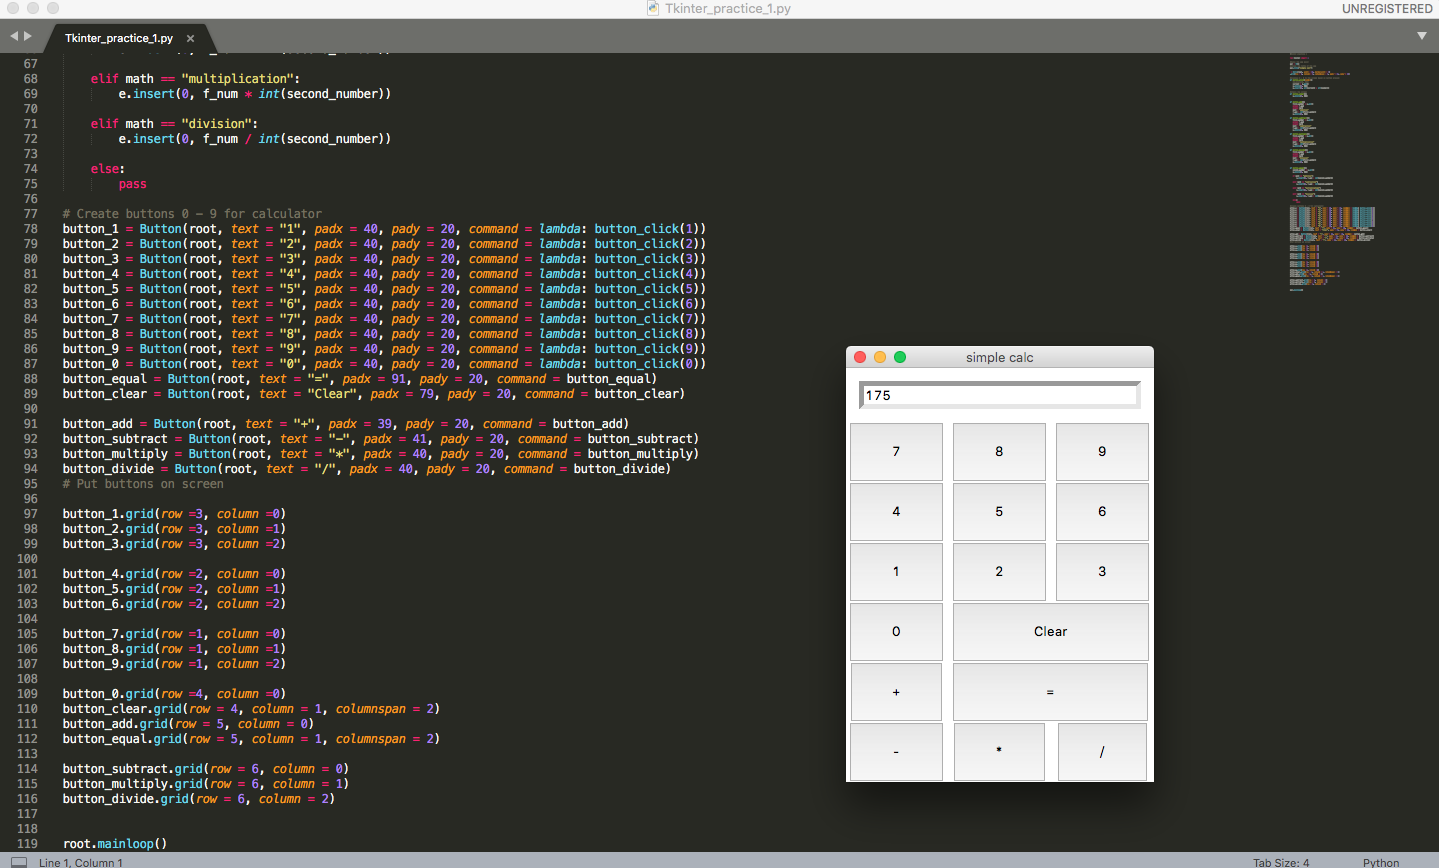 Tkinter_practice_1.py
UNREGISTERED
Tkinter_practice_1.py ×
67
68 elif math == "multiplication":
69 e.insert(0, f_num * int(second_number))
70
71 elif math == "division":
72 e.insert(0, f_num / int(second_number))
73
74 else:
75 pass
76
77 # Create buttons 0 - 9 for calculator
78 button_1 = Button(root, text = "1", padx = 40, pady = 20, command = lambda: button_click(1))
79 button_2 = Button(root, text = "2", padx = 40, pady = 20, command = lambda: button_click(2))
80 button_3 = Button(root, text = "3", padx = 40, pady = 20, command = lambda: button_click(3))
81 button_4 = Button(root, text = "4", padx = 40, pady = 20, command = lambda: button_click(4))
82 button_5 = Button(root, text = "5", padx = 40, pady = 20, command = lambda: button_click(5))
83 button_6 = Button(root, text = "6", padx = 40, pady = 20, command = lambda: button_click(6))
84 button_7 = Button(root, text = "7", padx = 40, pady = 20, command = lambda: button_click(7))
85 button_8 = Button(root, text = "8", padx = 40, pady = 20, command = lambda: button_click(8))
86 button_9 = Button(root, text = "9", padx = 40, pady = 20, command = lambda: button_click(9))
87 button_0 = Button(root, text = "0", padx = 40, pady = 20, command = lambda: button_click(0))
88 button_equal = Button(root, text = "=", padx = 91, pady = 20, command = button_equal)
89 button_clear = Button(root, text = "Clear", padx = 79, pady = 20, command = button_clear)
90
91 button_add = Button(root, text = "+", padx = 39, pady = 20, command = button_add)
92 button_subtract = Button(root, text = "-", padx = 41, pady = 20, command = button_subtract)
93 button_multiply = Button(root, text = "*", padx = 40, pady = 20, command = button_multiply)
94 button_divide = Button(root, text = "/", padx = 40, pady = 20, command = button_divide)
95 # Put buttons on screen
96
97 button_1.grid(row =3, column =0)
98 button_2.grid(row =3, column =1)
99 button_3.grid(row =3, column =2)
100
101 button_4.grid(row =2, column =0)
102 button_5.grid(row =2, column =1)
103 button_6.grid(row =2, column =2)
104
105 button_7.grid(row =1, column =0)
106 button_8.grid(row =1, column =1)
107 button_9.grid(row =1, column =2)
108
109 button_0.grid(row =4, column =0)
110 button_clear.grid(row = 4, column = 1, columnspan = 2)
111 button_add.grid(row = 5, column = 0)
112 button_equal.grid(row = 5, column = 1, columnspan = 2)
113
114 button_subtract.grid(row = 6, column = 0)
115 button_multiply.grid(row = 6, column = 1)
116 button_divide.grid(row = 6, column = 2)
117
118
119 root.mainloop()
simple calc
175
7 8 9
4 5 6
1 2 3
0 Clear
+ =
- * /
Line 1, Column 1
Tab Size: 4
Python